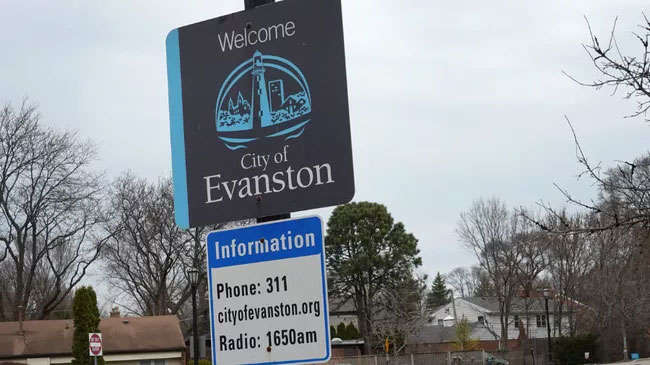 Welcome
City of
Evanston
Information
Phone: 311
cityofevanston.org
Radio: 1650am